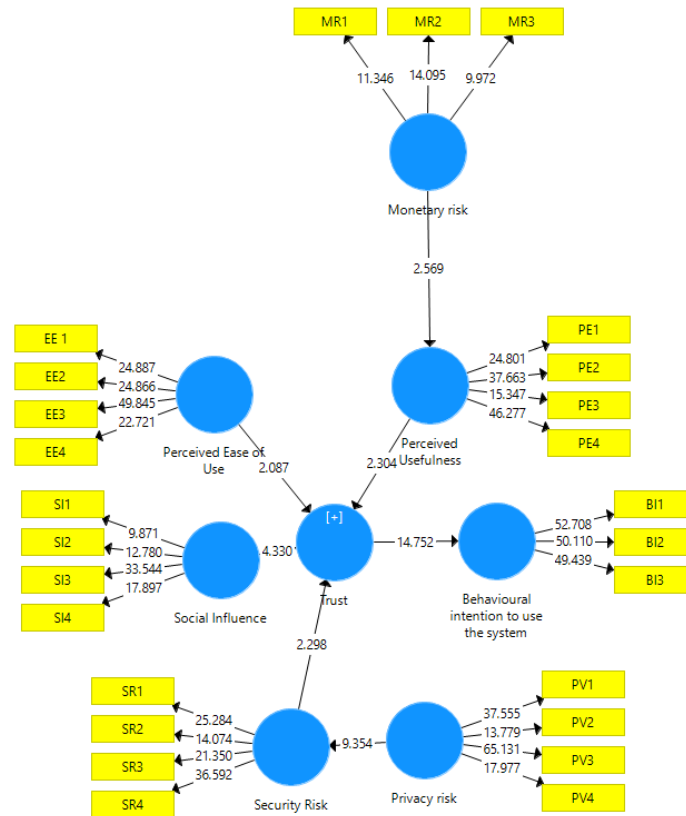 MR1 MR2 MR3
11.346 14.095 9.972
Monetary risk
2.569
EE 1
EE2
EE3
EE4
24.887
24.866
49.845
22.721
Perceived Ease of
Use
2.087
PE1
PE2
PE3
PE4
24.801
37.663
15.347
46.277
Perceived
Usefulness
2.304
SI1
SI2
SI3
SI4
9.871
12.780
33.544
17.897
Social Influence
4.330
[+]
Trust
14.752
BI1
BI2
BI3
52.708
50.110
49.439
Behavioural
intention to use
the system
2.298
SR1
SR2
SR3
SR4
25.284
14.074
21.350
36.592
Security Risk
9.354
PV1
PV2
PV3
PV4
37.555
13.779
65.131
17.977
Privacy risk